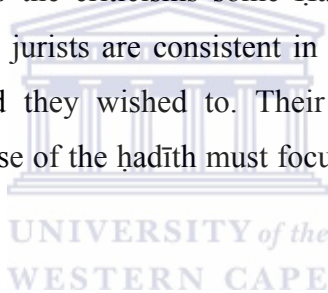 the criticisms some
jurists are consistent in
they wished to. Their
se of the ḥadīth must focu
UNIVERSITY of the
WESTERN CAPE